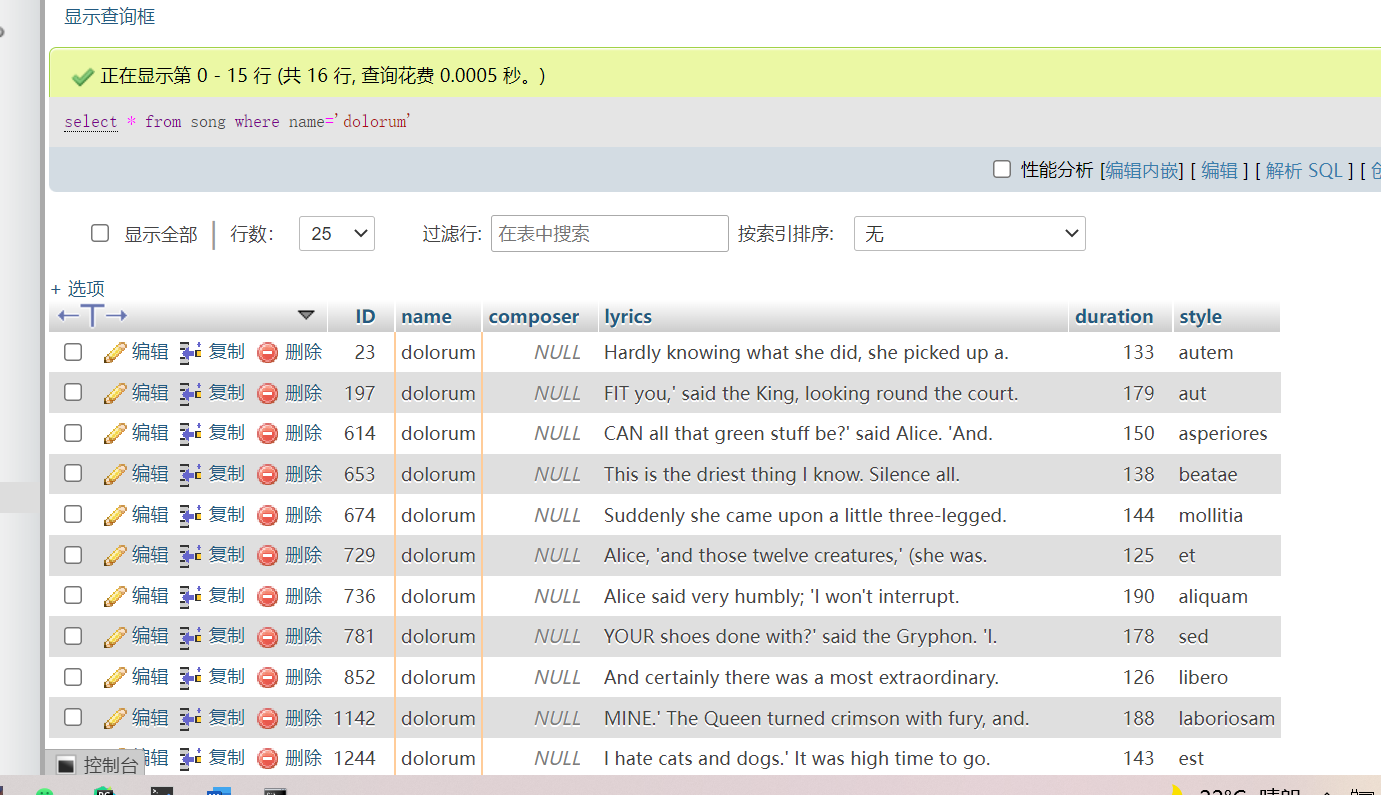 显示查询框
正在显示第 0 - 15 行 (共 16 行, 查询花费 0.0005 秒。)
select * from song where name='dolorum'
性能分析 [编辑内嵌] [ 编辑 ] [ 解析 SQL ] [
显示全部 | 行数: 25 过滤行: 在表中搜索 按索引排序: 无
+ 选项
←T→ ID name composer lyrics duration style
编辑 复制 删除 23 dolorum NULL Hardly knowing what she did, she picked up a. 133 autem
编辑 复制 删除 197 dolorum NULL FIT you,' said the King, looking round the court. 179 aut
编辑 复制 删除 614 dolorum NULL CAN all that green stuff be?' said Alice. 'And. 150 asperiores
编辑 复制 删除 653 dolorum NULL This is the driest thing I know. Silence all. 138 beatae
编辑 复制 删除 674 dolorum NULL Suddenly she came upon a little three-legged. 144 mollitia
编辑 复制 删除 729 dolorum NULL Alice, 'and those twelve creatures,' (she was. 125 et
编辑 复制 删除 736 dolorum NULL Alice said very humbly; 'I won't interrupt. 190 aliquam
编辑 复制 删除 781 dolorum NULL YOUR shoes done with?' said the Gryphon. 'I. 178 sed
编辑 复制 删除 852 dolorum NULL And certainly there was a most extraordinary. 126 libero
编辑 复制 删除 1142 dolorum NULL MINE.' The Queen turned crimson with fury, and. 188 laboriosam
编辑 复制 删除 1244 dolorum NULL I hate cats and dogs.' It was high time to go. 143 est
控制台